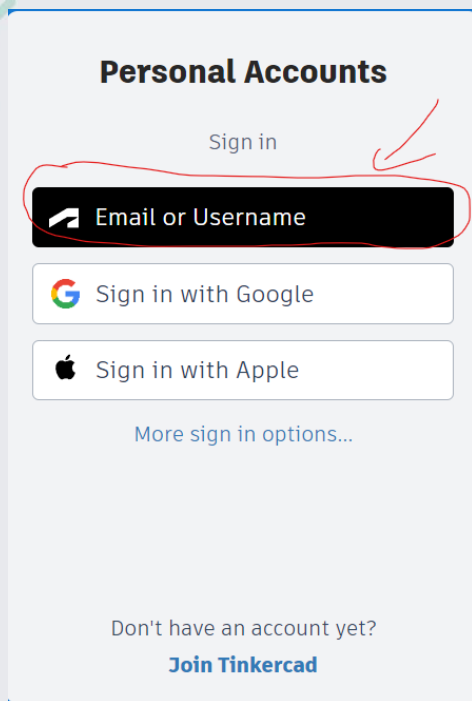 Personal Accounts
Sign in
Email or Username
Sign in with Google
Sign in with Apple
More sign in options...
Don't have an account yet?
Join Tinkercad